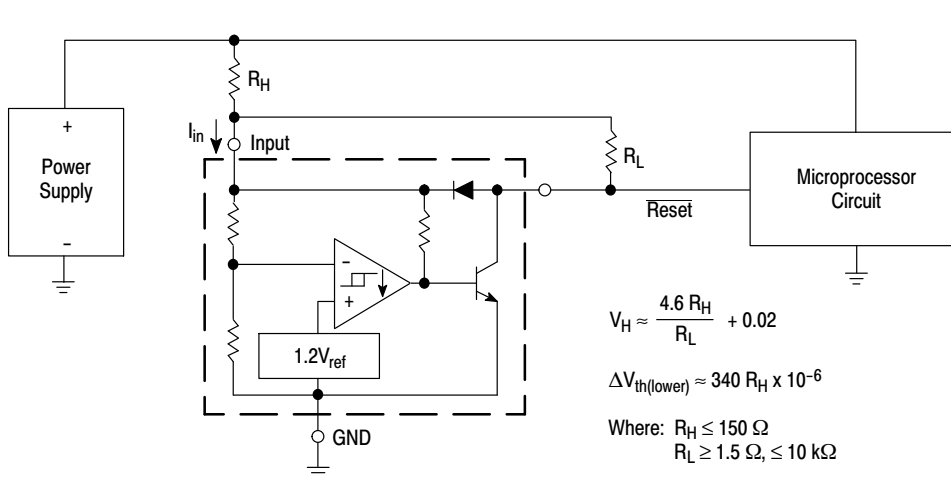 R_H
I_in
Input
+
Power
Supply
−
R_L
Reset
Microprocessor
Circuit
−
+
1.2V_ref
GND
V_H ≈ 4.6 R_H / R_L + 0.02
ΔV_th(lower) ≈ 340 R_H x 10^−6
Where: R_H ≤ 150 Ω
R_L ≥ 1.5 Ω, ≤ 10 kΩ